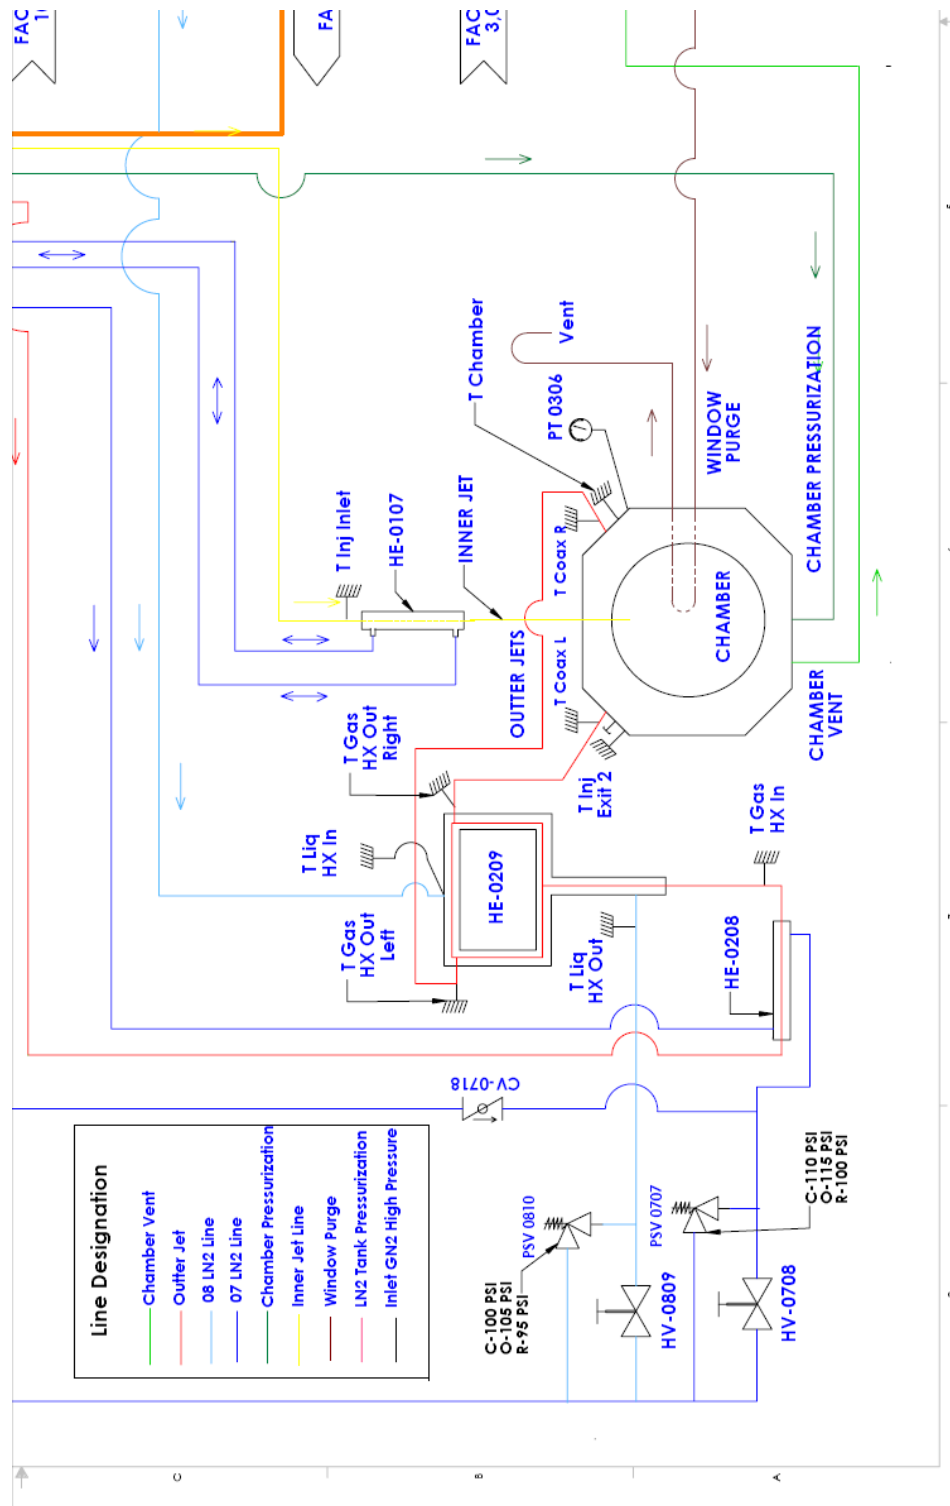 FAC
10
FA
FAC
3,0
T Chamber
Vent
PT 0306
WINDOW
PURGE
CHAMBER PRESSURIZATION
T Inj Inlet
HE-0107
INNER JET
T Coax R
T Coax L
OUTTER JETS
CHAMBER
CHAMBER
VENT
T Gas
HX Out
Right
T Liq
HX In
T Inj
Exit 2
T Gas
HX In
HE-0209
T Gas
HX Out
Left
T Liq
HX Out
HE-0208
CV-0718
Line Designation
Chamber Vent
Outter Jet
08 LN2 Line
07 LN2 Line
Chamber Pressurization
Inner Jet Line
Window Purge
LN2 Tank Pressurization
Inlet GN2 High Pressure
PSV 0810
C-100 PSI
O-105 PSI
R-95 PSI
PSV 0707
C-110 PSI
O-115 PSI
R-100 PSI
HV-0809
HV-0708
C
B
A